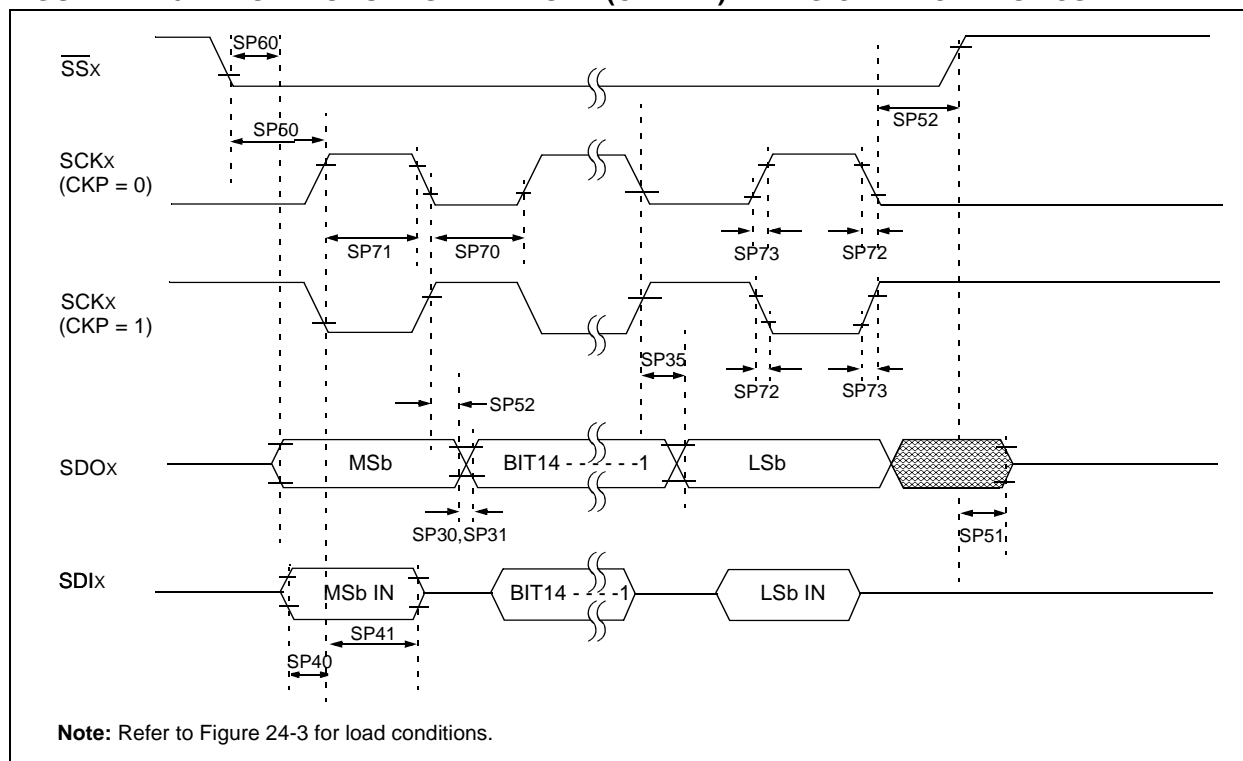 SP60
SSX
SP50
SP52
SCKX
(CKP = 0)
SP71
SP70
SP73
SP72
SCKX
(CKP = 1)
SP35
SP72
SP73
SP52
SDOX
MSb
BIT14 - - - - - -1
LSb
SP30,SP31
SP51
SDIX
MSb IN
BIT14 - - - -1
LSb IN
SP41
SP40
Note: Refer to Figure 24-3 for load conditions.